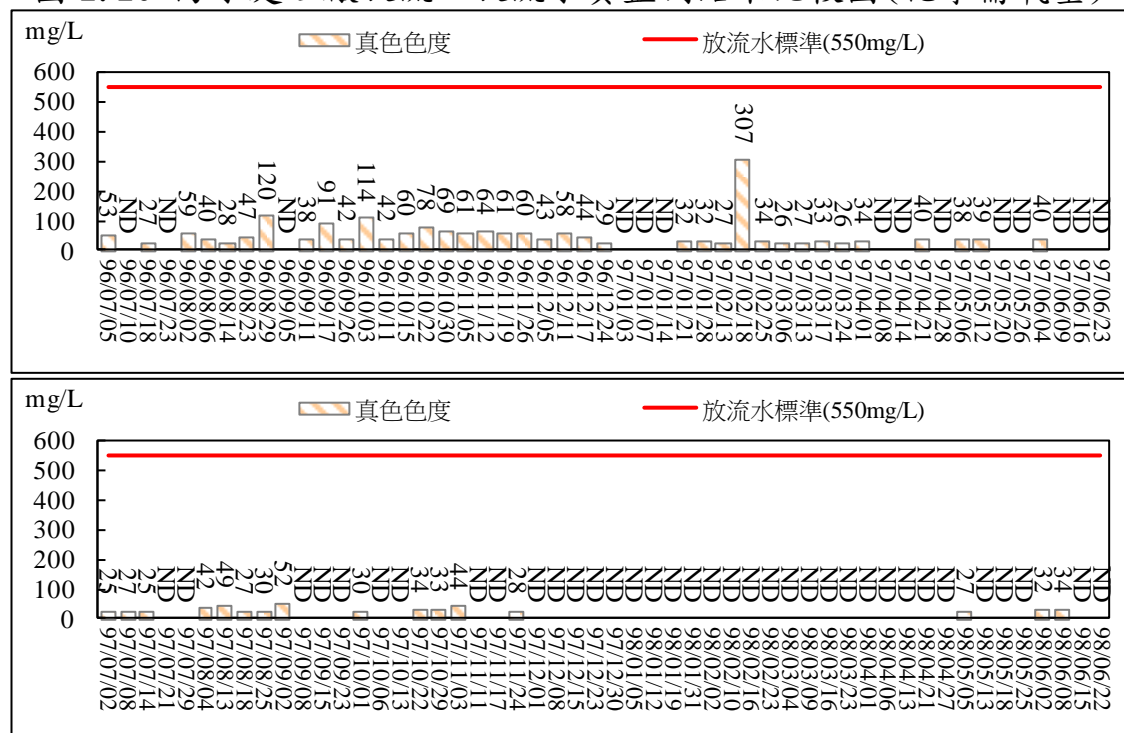 mg/L
真色色度
放流水標準(550mg/L)
600
500
400
300
200
100
0
53 ND 27 ND 59 40 28 47 120 ND 38 91 42 114 42 60 78 69 61 64 61 60 43 58 44 29 ND ND ND 32 32 27 307 34 26 27 33 26 34 ND ND 40 ND 38 39 ND ND 40 ND ND ND
96/07/05 96/07/10 96/07/18 96/07/23 96/08/02 96/08/06 96/08/14 96/08/23 96/08/29 96/09/05 96/09/11 96/09/17 96/09/26 96/10/03 96/10/11 96/10/15 96/10/22 96/10/30 96/11/05 96/11/12 96/11/19 96/11/26 96/12/05 96/12/11 96/12/17 96/12/24 97/01/03 97/01/07 97/01/14 97/01/21 97/01/28 97/02/13 97/02/18 97/02/25 97/03/06 97/03/13 97/03/17 97/03/24 97/04/01 97/04/08 97/04/14 97/04/21 97/04/28 97/05/06 97/05/12 97/05/20 97/05/26 97/06/04 97/06/09 97/06/16 97/06/23
mg/L
真色色度
放流水標準(550mg/L)
600
500
400
300
200
100
0
25 27 25 ND ND 42 49 27 30 52 ND ND ND 30 ND ND 34 33 44 ND ND 28 ND ND ND ND ND ND ND ND ND ND ND ND ND ND ND ND ND ND ND ND ND ND 27 ND ND ND 32 34 ND ND
97/07/02 97/07/08 97/07/14 97/07/21 97/07/29 97/08/04 97/08/13 97/08/18 97/08/25 97/09/02 97/09/08 97/09/15 97/09/23 97/10/01 97/10/06 97/10/13 97/10/22 97/10/29 97/11/03 97/11/11 97/11/17 97/11/24 97/12/01 97/12/08 97/12/15 97/12/23 97/12/30 98/01/05 98/01/12 98/01/19 98/01/31 98/02/02 98/02/10 98/02/16 98/02/23 98/03/04 98/03/09 98/03/16 98/03/23 98/04/01 98/04/13 98/04/17 98/04/27 98/05/05 98/05/13 98/05/18 98/05/25 98/06/02 98/06/08 98/06/15 98/06/22